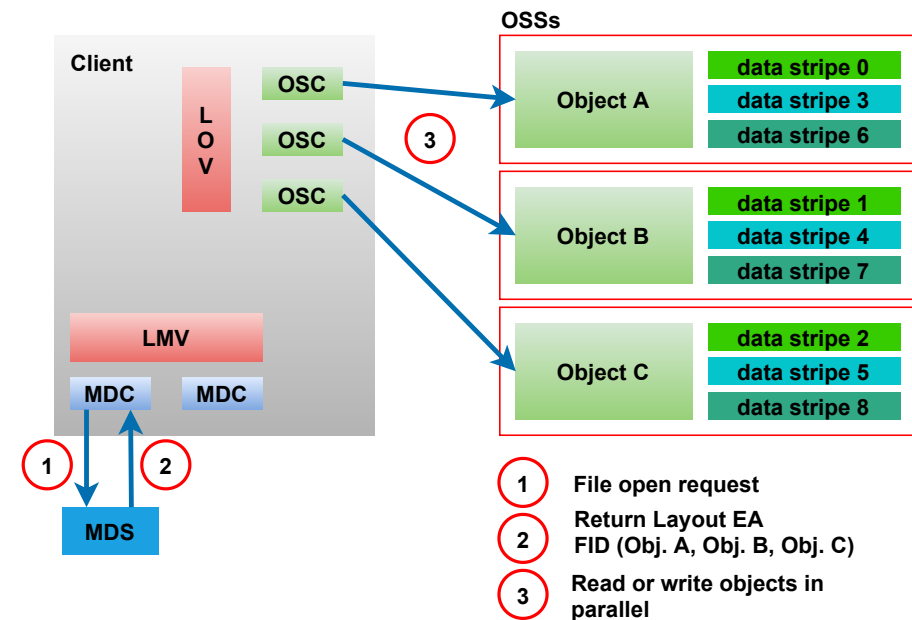 OSSs
Client
L
O
V
OSC
OSC
OSC
3
Object A
data stripe 0
data stripe 3
data stripe 6
Object B
data stripe 1
data stripe 4
data stripe 7
Object C
data stripe 2
data stripe 5
data stripe 8
LMV
MDC
MDC
1
2
MDS
1 File open request
2 Return Layout EA
FID (Obj. A, Obj. B, Obj. C)
3 Read or write objects in
parallel